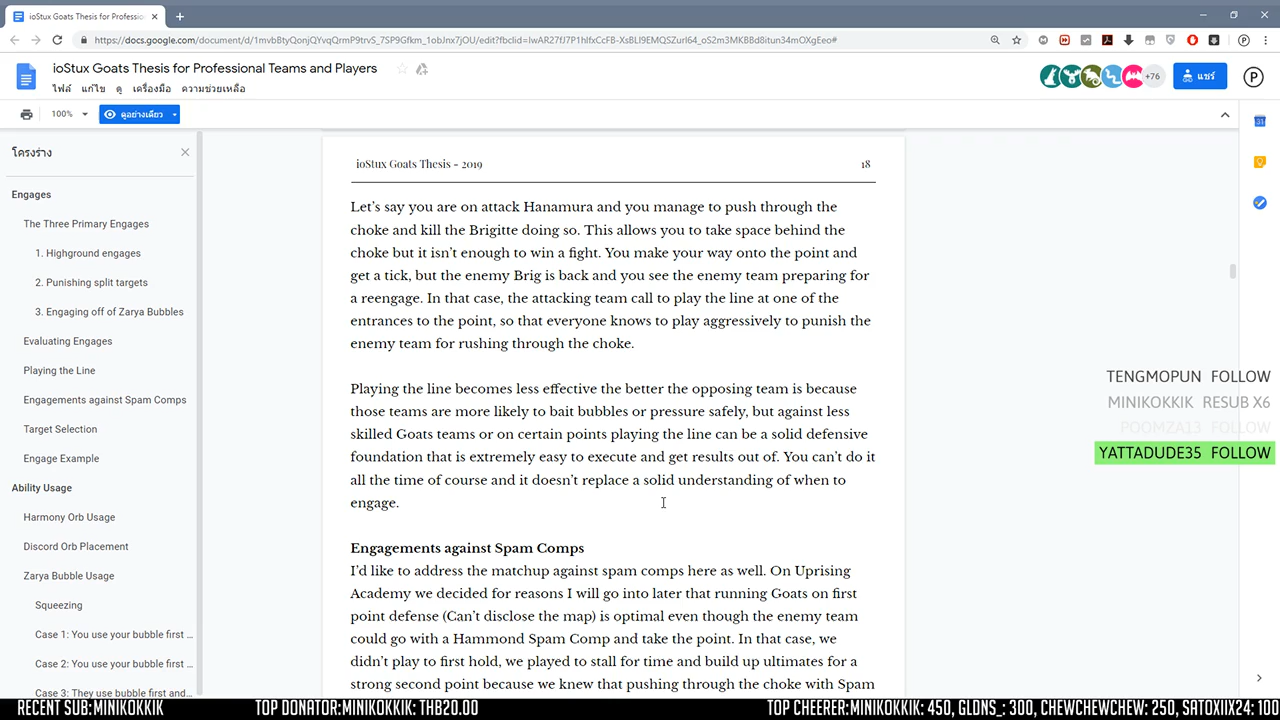 ioStux Goats Thesis for Professio
https://docs.google.com/document/d/1mvbBtyQonjQYvqQrmP9trvS_7SP9Gfkm_1obJnx7jOU/edit?fbclid=IwAR27fJ7P1hlfxCcFB-XsBLl9EMQSZurl64_oS2m3MKBBd8itun34mOXgEeo#
ioStux Goats Thesis for Professional Teams and Players
ไฟล์ แก้ไข ดู เครื่องมือ ความช่วยเหลือ
+76
แชร์
P
100%
ดูอย่างเดียว
โครงร่าง
Engages
The Three Primary Engages
1. Highground engages
2. Punishing split targets
3. Engaging off of Zarya Bubbles
Evaluating Engages
Playing the Line
Engagements against Spam Comps
Target Selection
Engage Example
Ability Usage
Harmony Orb Usage
Discord Orb Placement
Zarya Bubble Usage
Squeezing
Case 1: You use your bubble first ...
Case 2: You use your bubble first ...
Case 3: They use bubble first and...
ioStux Goats Thesis - 2019 18
Let's say you are on attack Hanamura and you manage to push through the
choke and kill the Brigitte doing so. This allows you to take space behind the
choke but it isn't enough to win a fight. You make your way onto the point and
get a tick, but the enemy Brig is back and you see the enemy team preparing for
a reengage. In that case, the attacking team call to play the line at one of the
entrances to the point, so that everyone knows to play aggressively to punish the
enemy team for rushing through the choke.
Playing the line becomes less effective the better the opposing team is because
those teams are more likely to bait bubbles or pressure safely, but against less
skilled Goats teams or on certain points playing the line can be a solid defensive
foundation that is extremely easy to execute and get results out of. You can't do it
all the time of course and it doesn't replace a solid understanding of when to
engage.
Engagements against Spam Comps
I'd like to address the matchup against spam comps here as well. On Uprising
Academy we decided for reasons I will go into later that running Goats on first
point defense (Can't disclose the map) is optimal even though the enemy team
could go with a Hammond Spam Comp and take the point. In that case, we
didn't play to first hold, we played to stall for time and build up ultimates for a
strong second point because we knew that pushing through the choke with Spam
TENGMOPUN FOLLOW
MINIKOKKIK RESUB X6
POOMZA13 FOLLOW
YATTADUDE35 FOLLOW
RECENT SUB:MINIKOKKIK TOP DONATOR:MINIKOKKIK: THB20.00 TOP CHEERER:MINIKOKKIK: 450, GLDNS_: 300, CHEWCHEWCHEW: 250, SATOXIIX24: 100